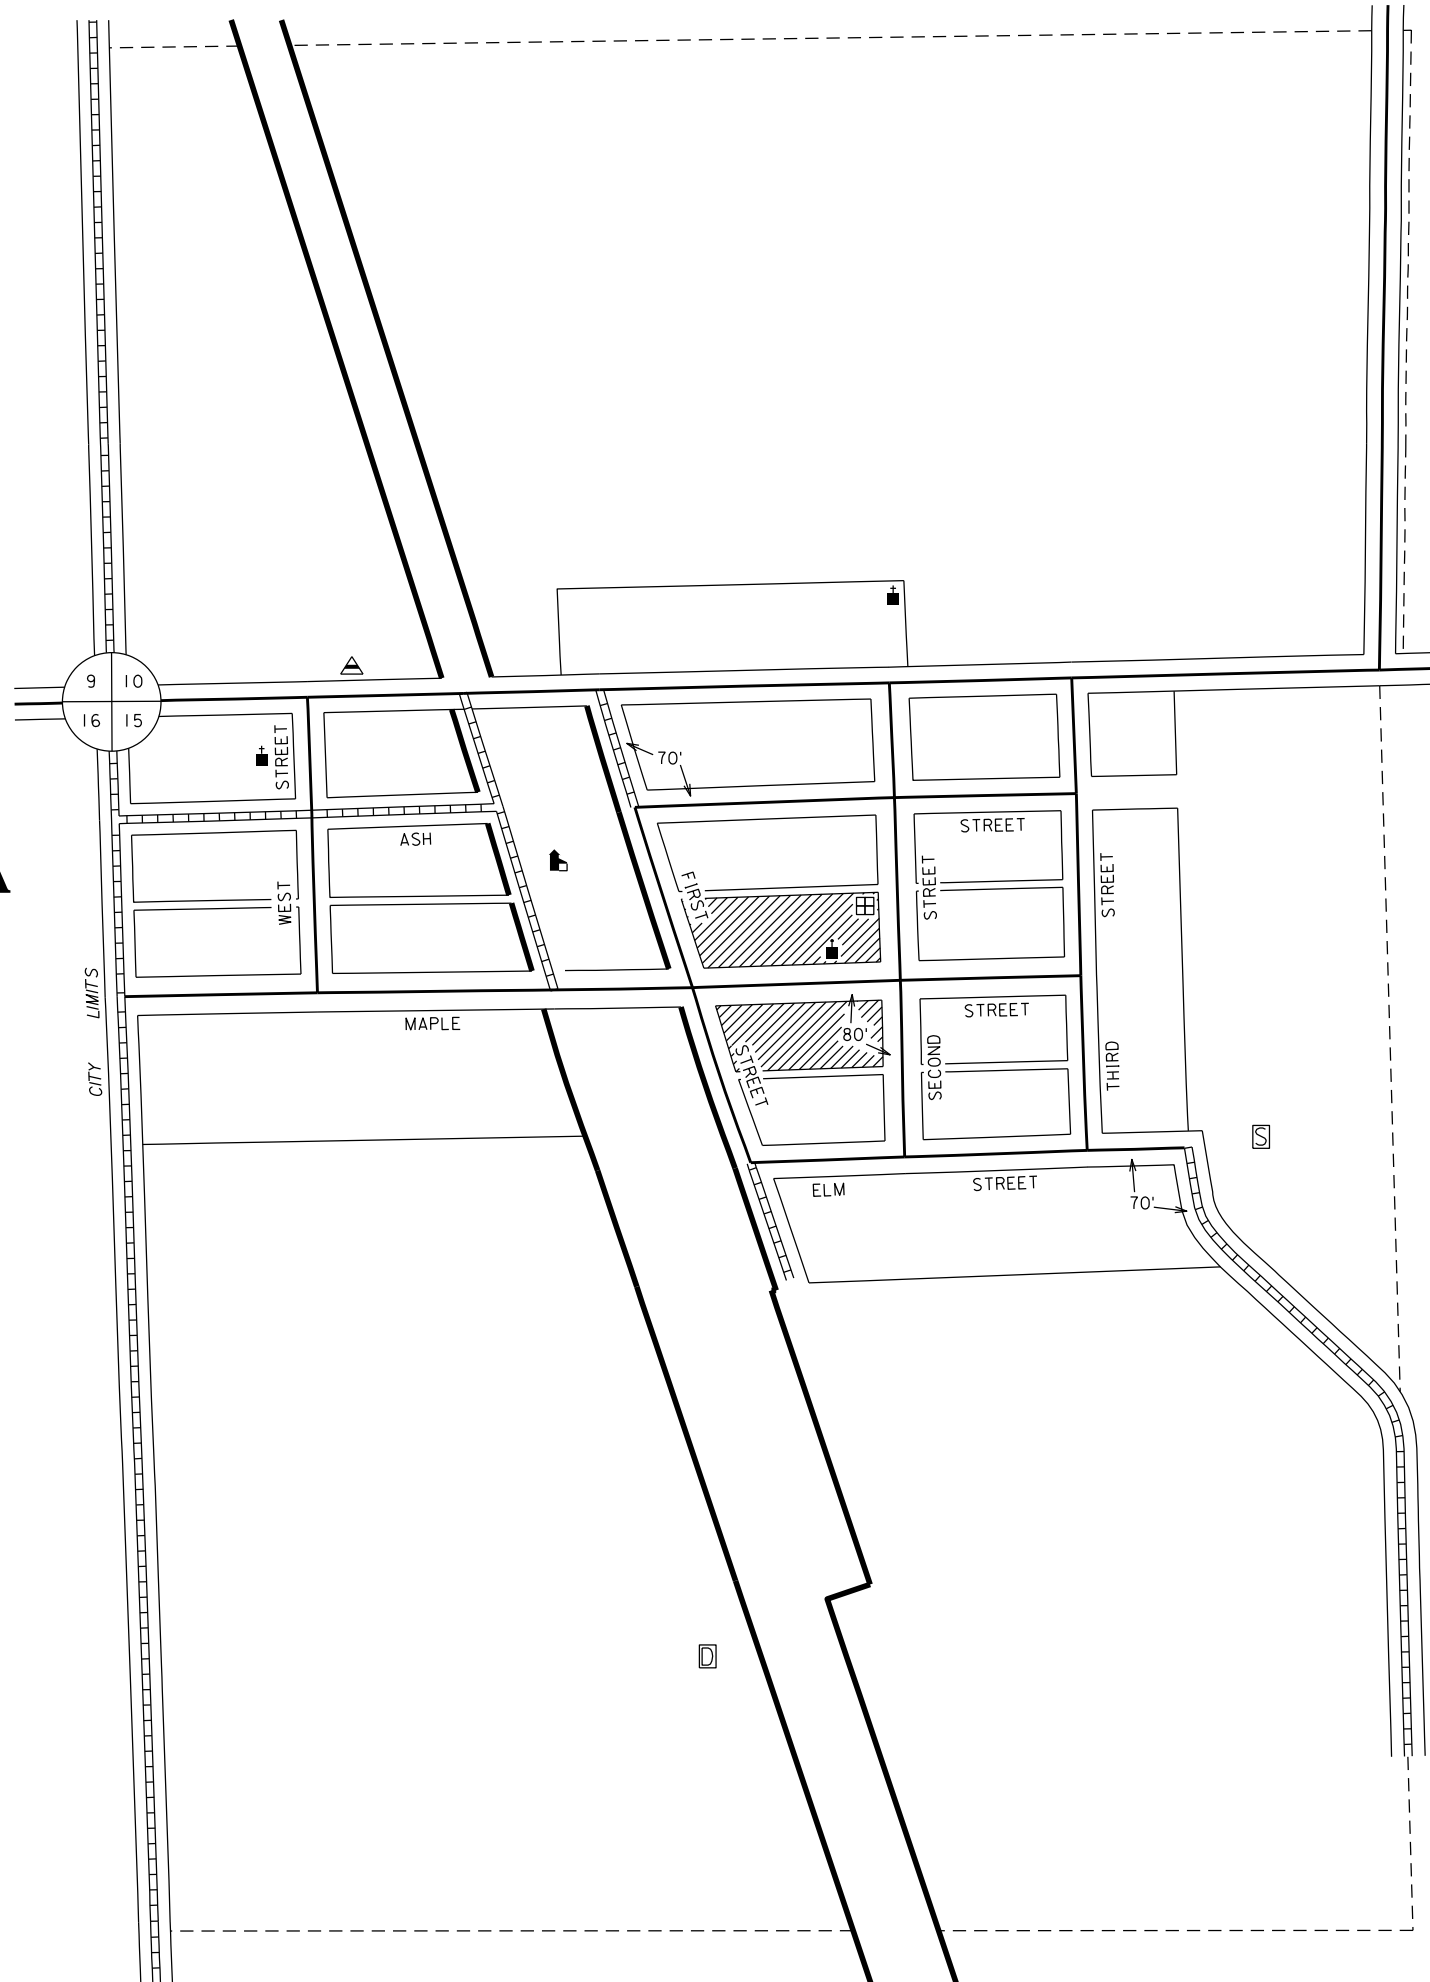 9 10
16 15
STREET
70'
ASH
STREET
FIRST
STREET
STREET
WEST
LIMITS
CITY
MAPLE
80'
STREET
STREET
SECOND
THIRD
S
ELM
STREET
70'
D